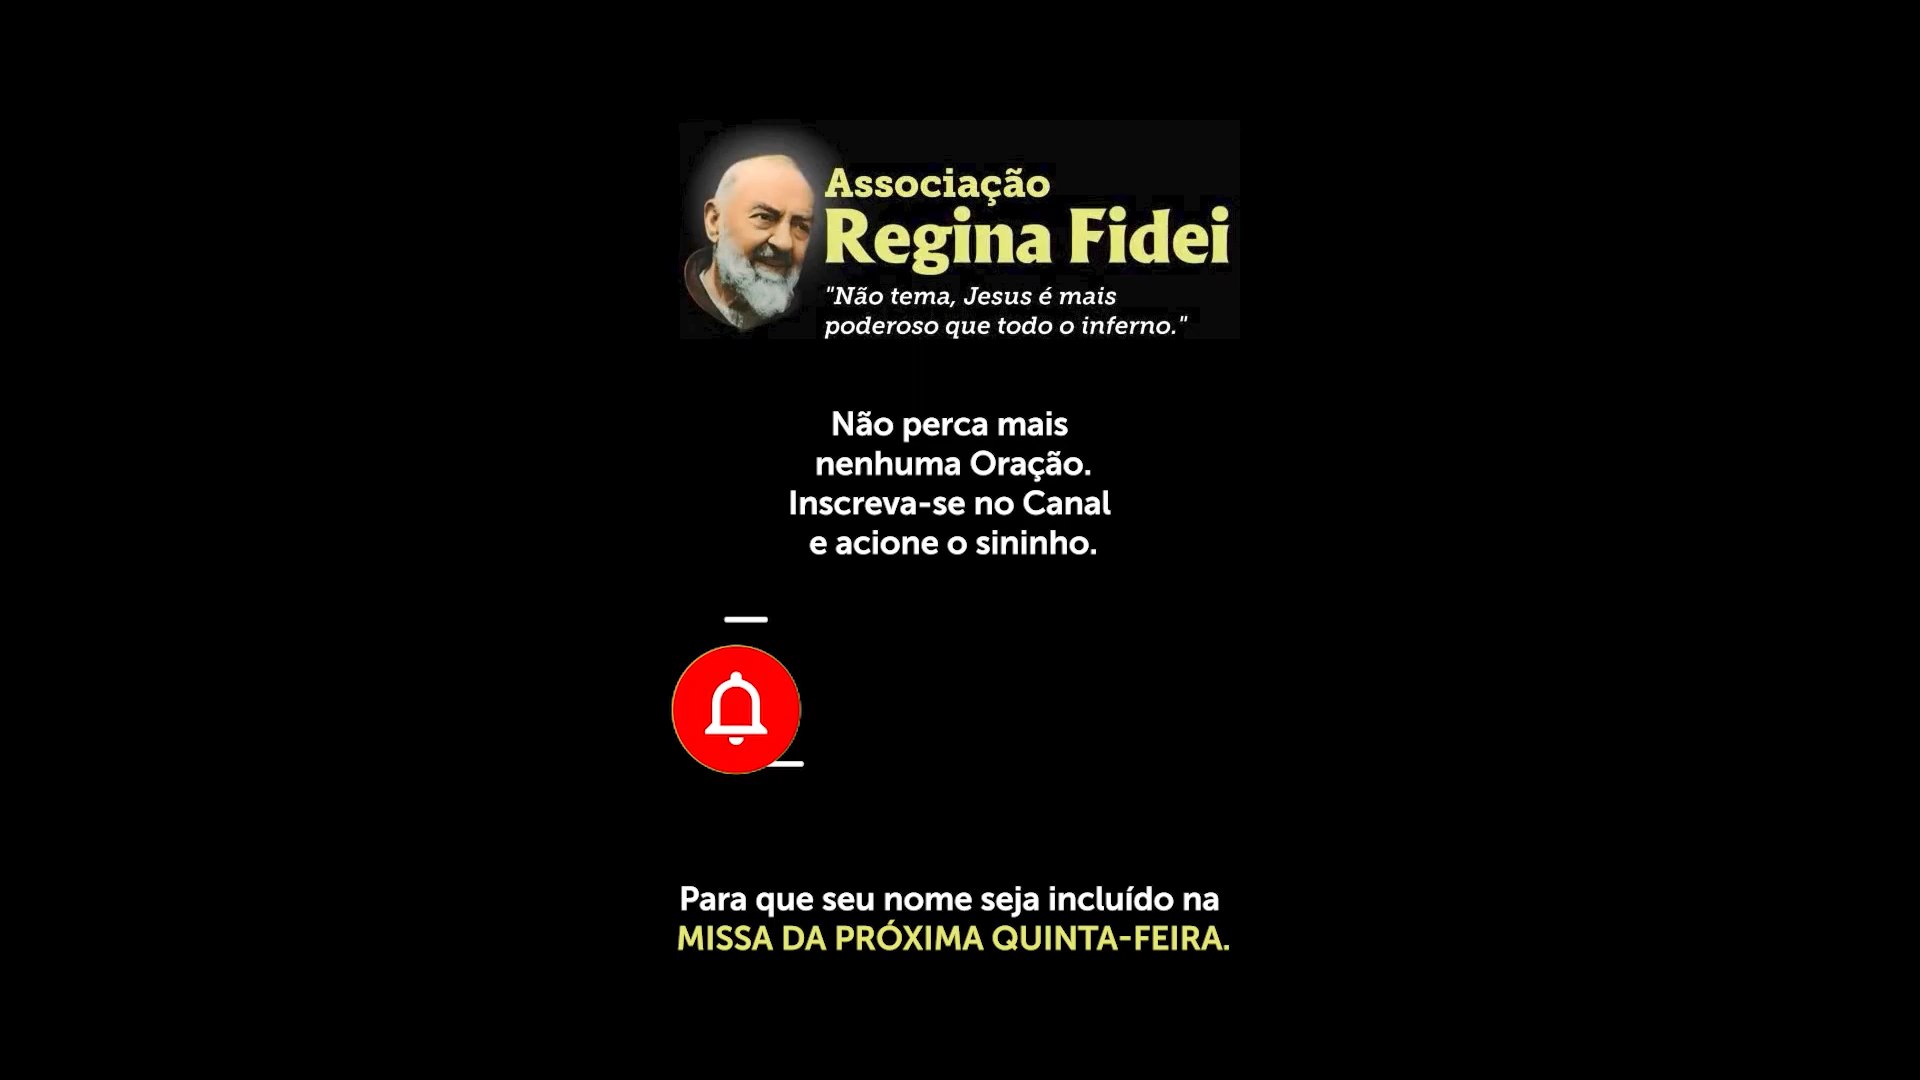 Associação
Regina Fidei
"Não tema, Jesus é mais
poderoso que todo o inferno."
Não perca mais
nenhuma Oração.
Inscreva-se no Canal
e acione o sininho.
Para que seu nome seja incluído na
MISSA DA PRÓXIMA QUINTA-FEIRA.